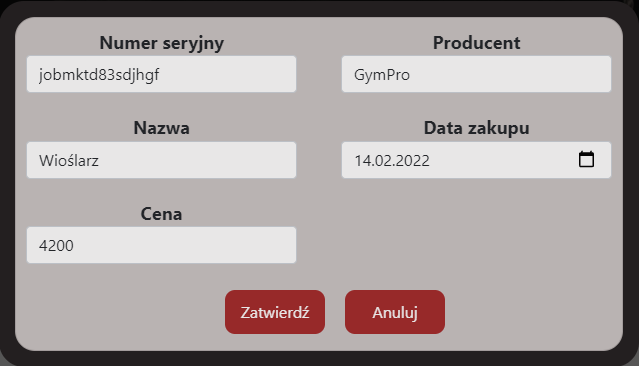 Numer seryjny
Producent
jobmktd83sdjhgf
GymPro
Nazwa
Data zakupu
Wioślarz
14.02.2022
Cena
4200
Zatwierdź
Anuluj